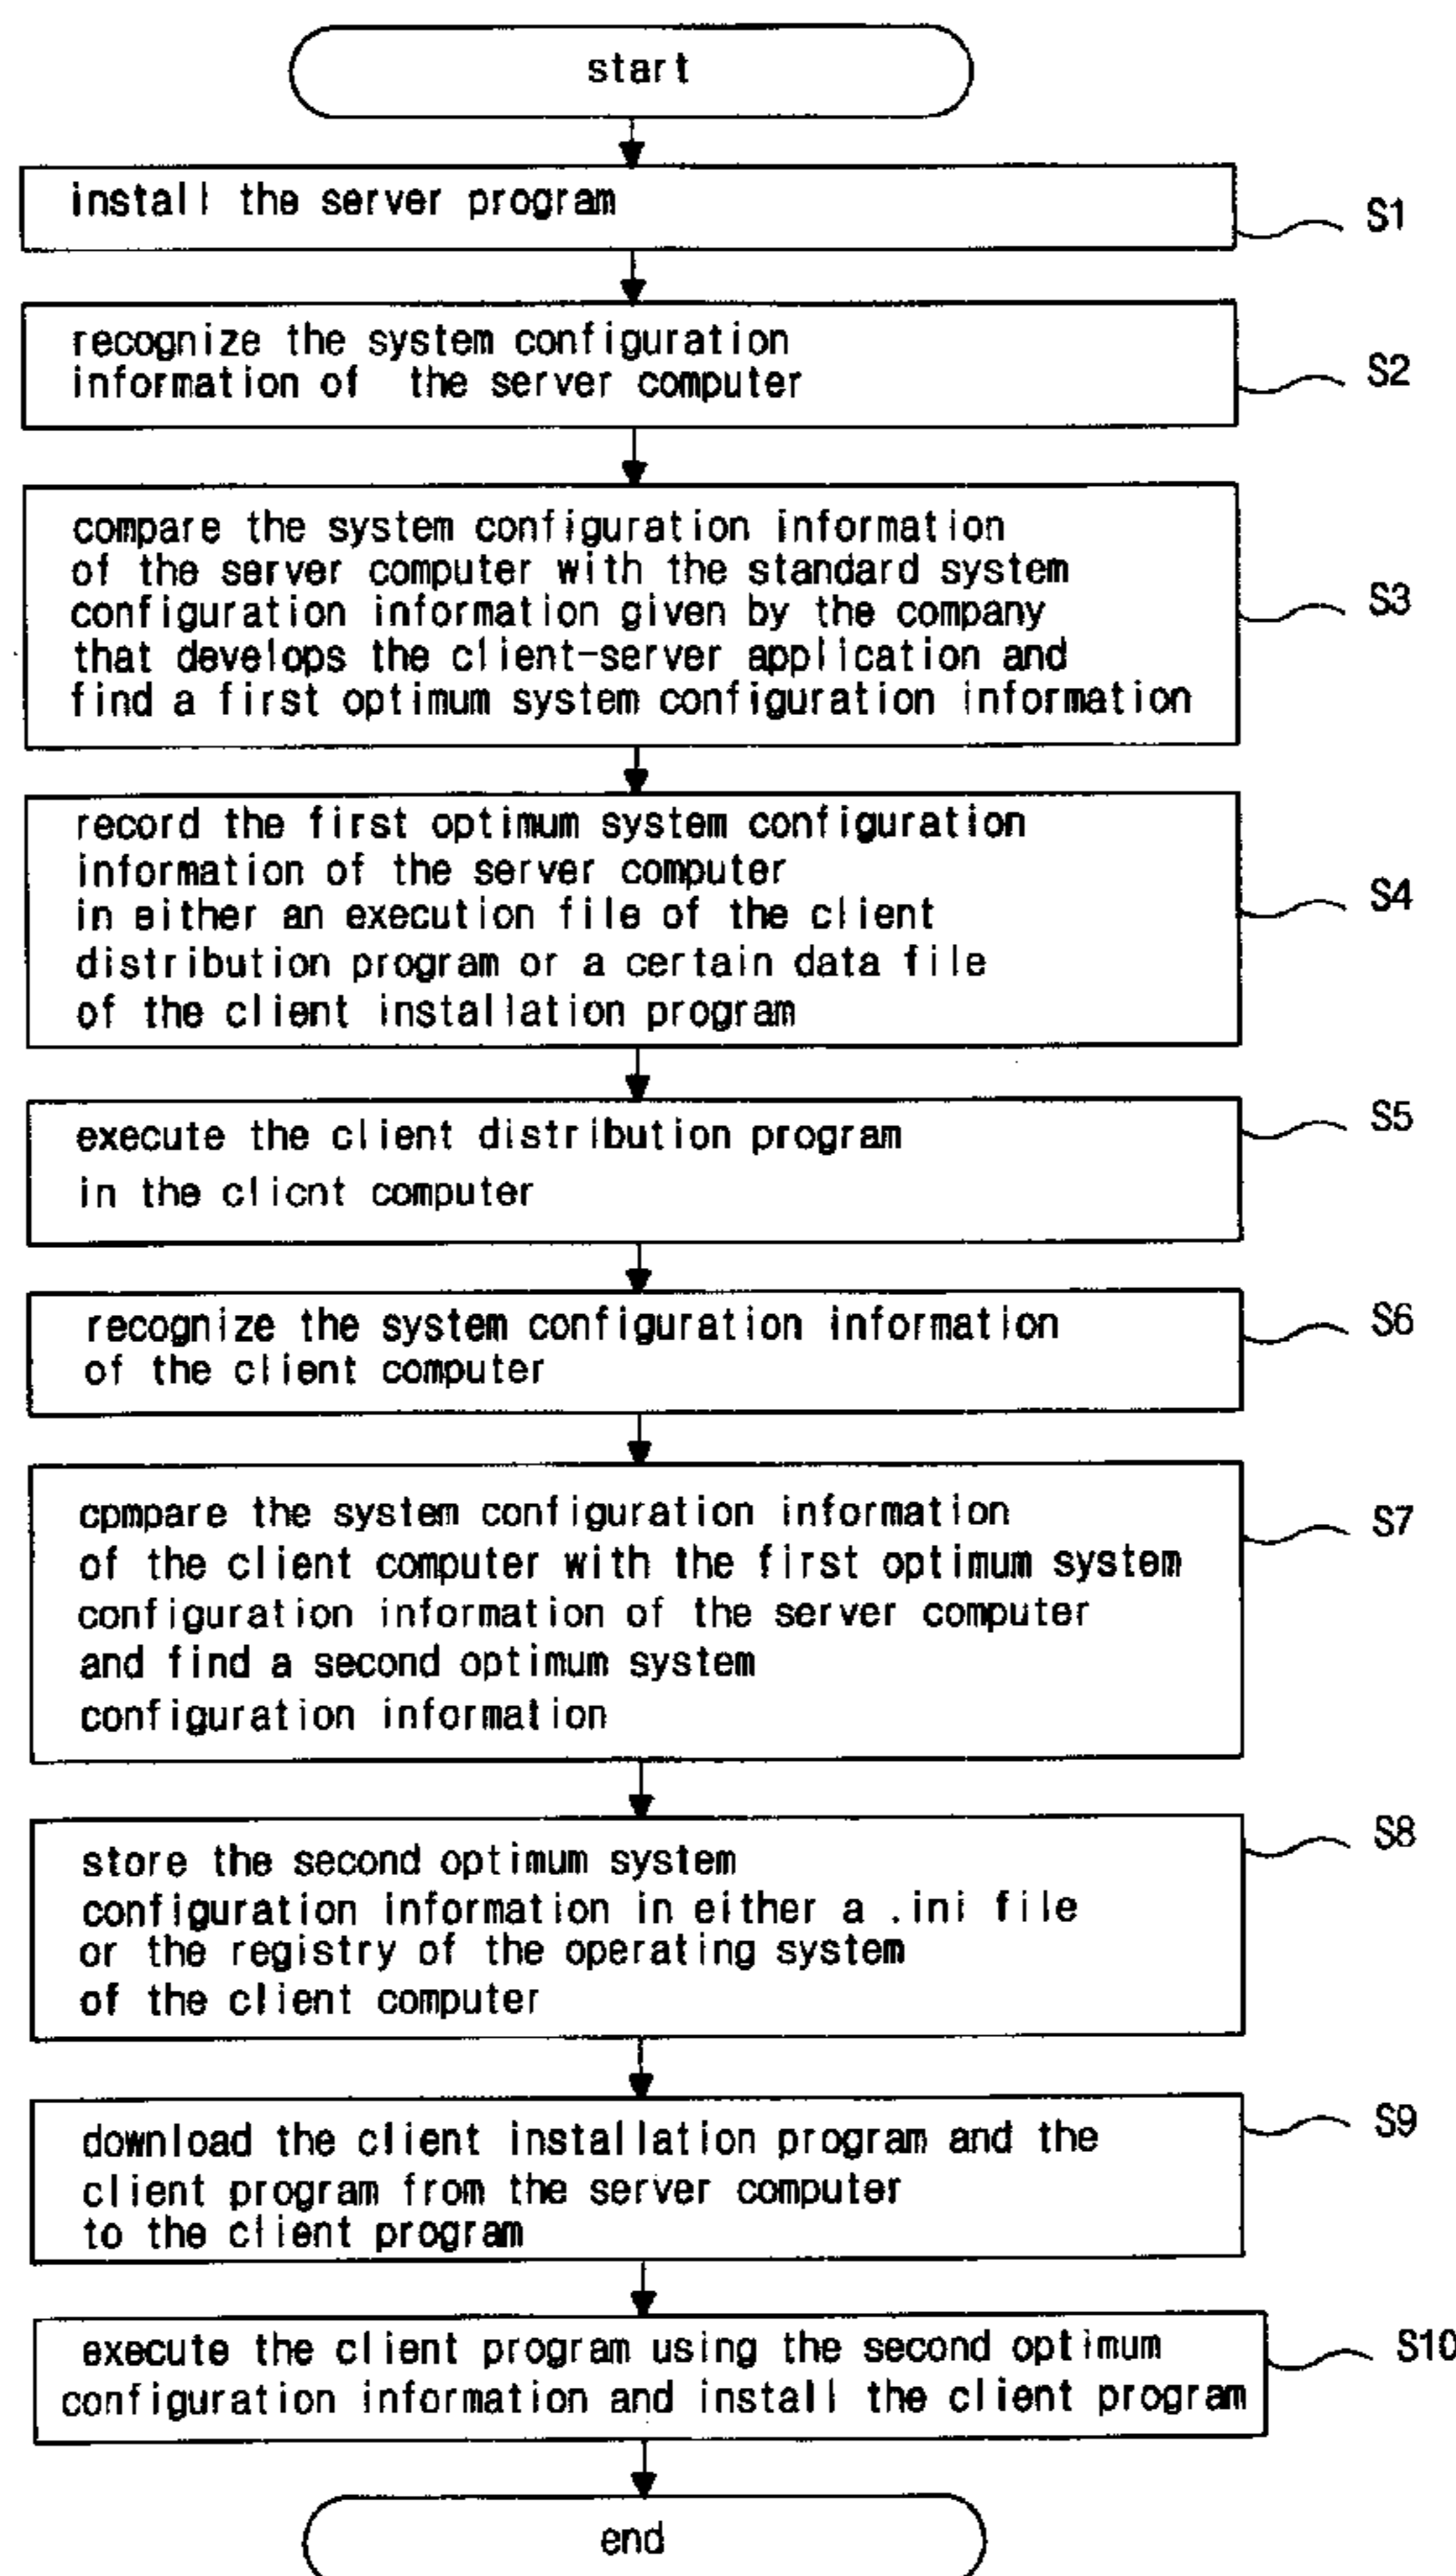 start
install the server program
S1
recognize the system configuration
information of the server computer
S2
compare the system configuration information
of the server computer with the standard system
configuration information given by the company
that develops the client-server application and
find a first optimum system configuration information
S3
record the first optimum system configuration
information of the server computer
in either an execution file of the client
distribution program or a certain data file
of the client installation program
S4
execute the client distribution program
in the client computer
S5
recognize the system configuration information
of the client computer
S6
cpmpare the system configuration information
of the client computer with the first optimum system
configuration information of the server computer
and find a second optimum system
configuration information
S7
store the second optimum system
configuration information in either a .ini file
or the registry of the operating system
of the client computer
S8
download the client installation program and the
client program from the server computer
to the client program
S9
execute the client program using the second optimum
configuration information and install the client program
S10
end